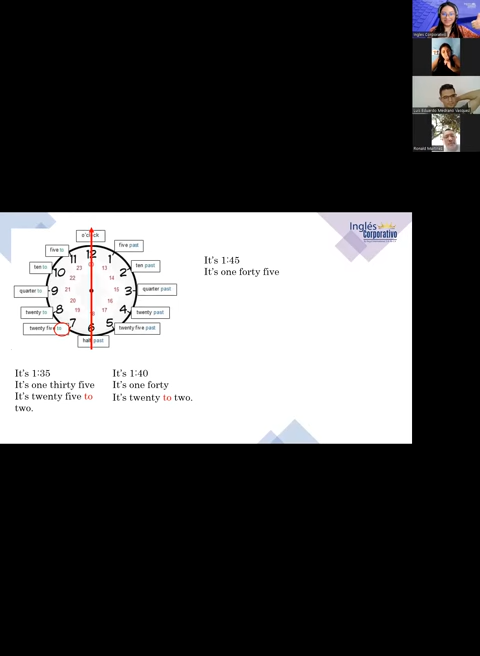 Inglés Corporativo
Luis Eduardo Medrano Vasquez
Ronald Martinez
Inglés
Corporativo
o'clock
five to
five past
ten to
ten past
quarter to
quarter past
twenty to
twenty past
twenty five to
twenty five past
half past
12
11
1
10
2
9
3
8
4
7
5
6
23
13
22
14
21
15
20
16
19
17
It's 1:45
It's one forty five
It's 1:35
It's one thirty five
It's twenty five to
two.
It's 1:40
It's one forty
It's twenty to two.